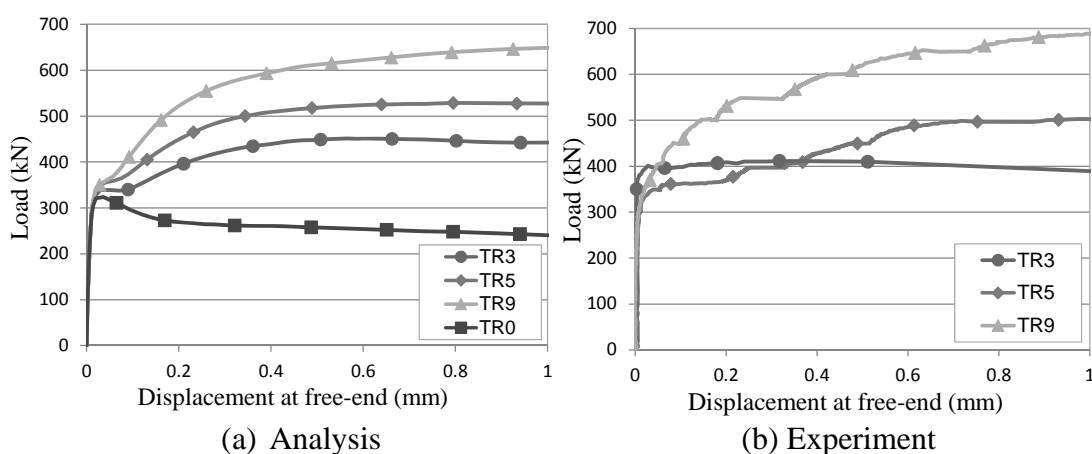 700
600
500
400
300
200
100
0
Load (kN)
0 0.2 0.4 0.6 0.8 1
Displacement at free-end (mm)
TR3
TR5
TR9
TR0
(a) Analysis
700
600
500
400
300
200
100
0
Load (kN)
0 0.2 0.4 0.6 0.8 1
Displacement at free-end (mm)
TR3
TR5
TR9
(b) Experiment